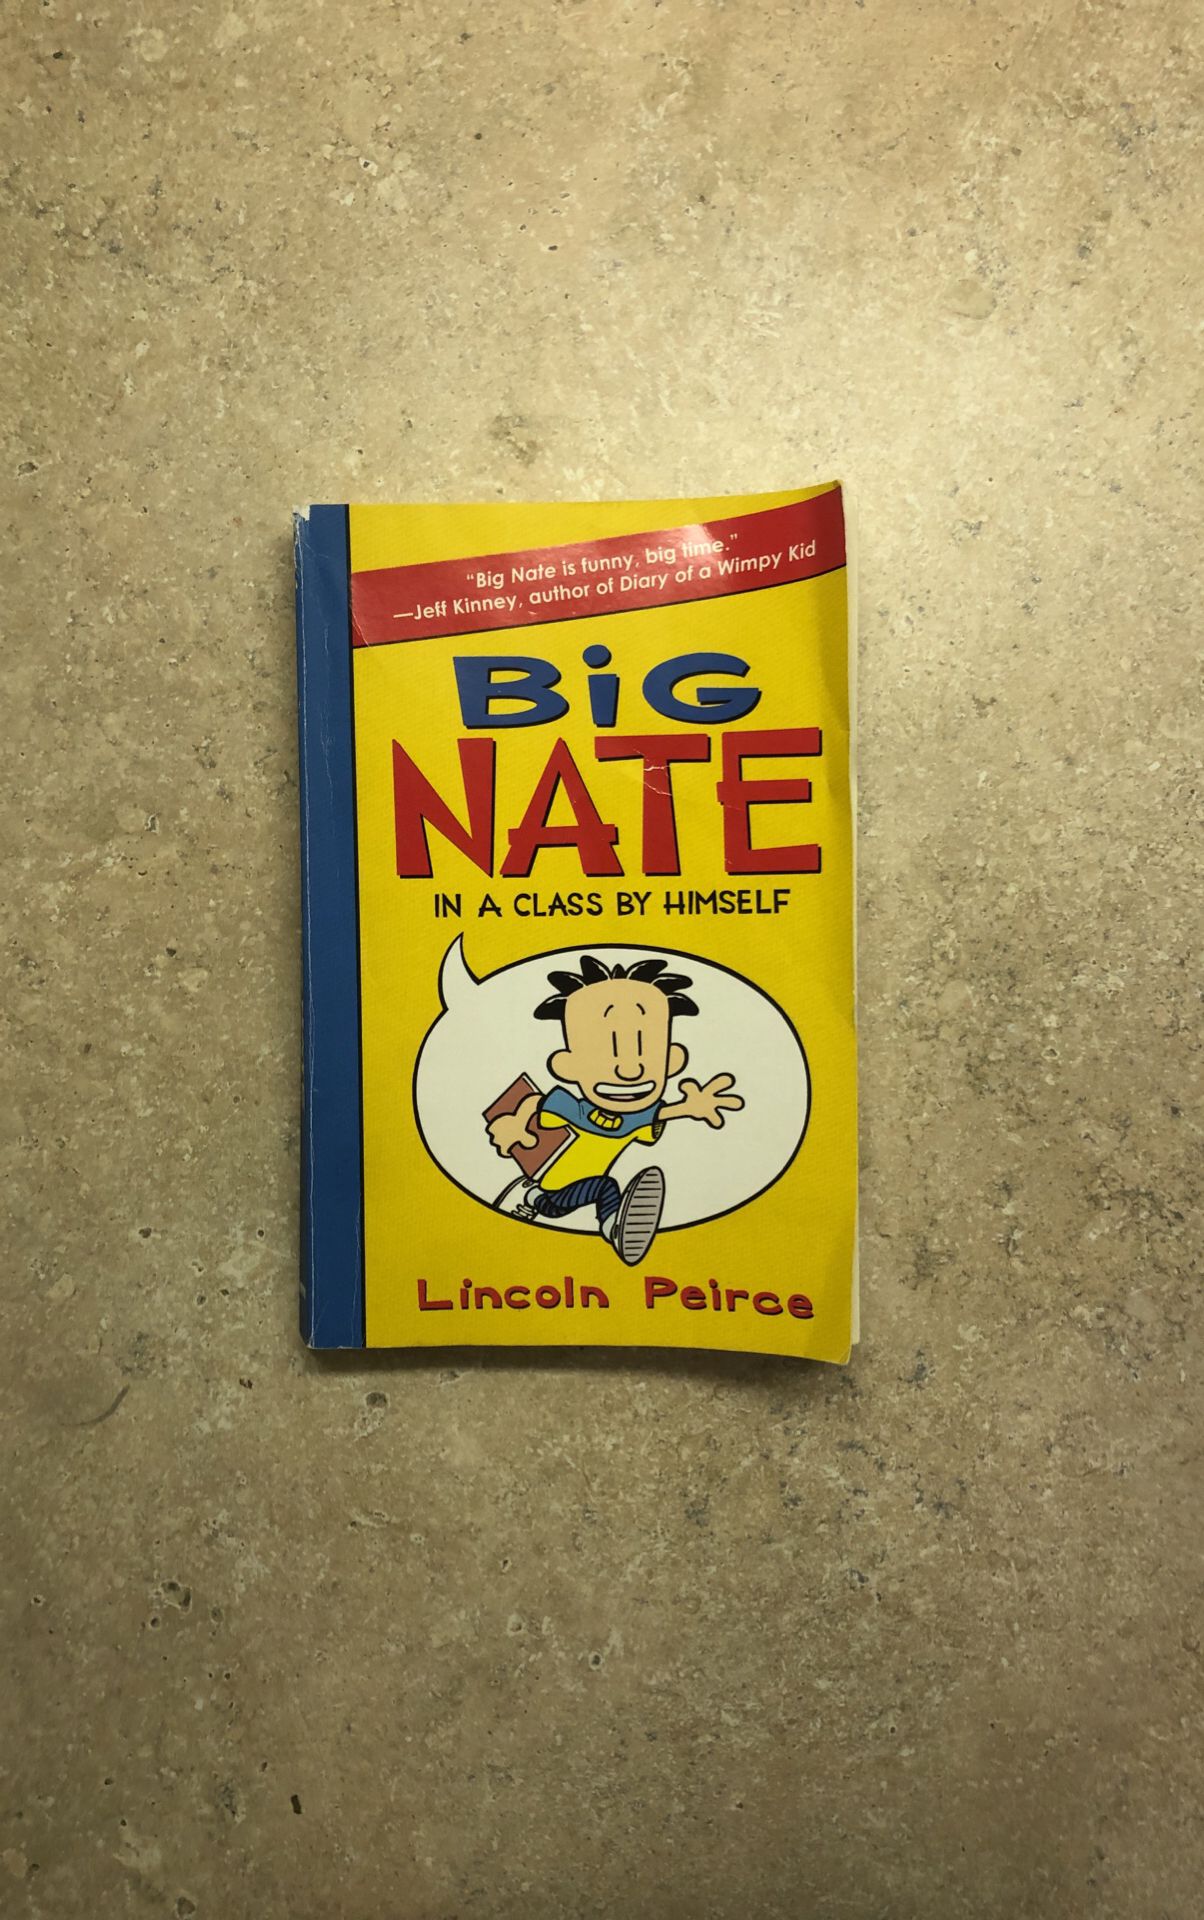 "Big Nate is funny, big time."
—Jeff Kinney, author of Diary of a Wimpy Kid
BiG
NATE
IN A CLASS BY HIMSELF
Lincoln Peirce